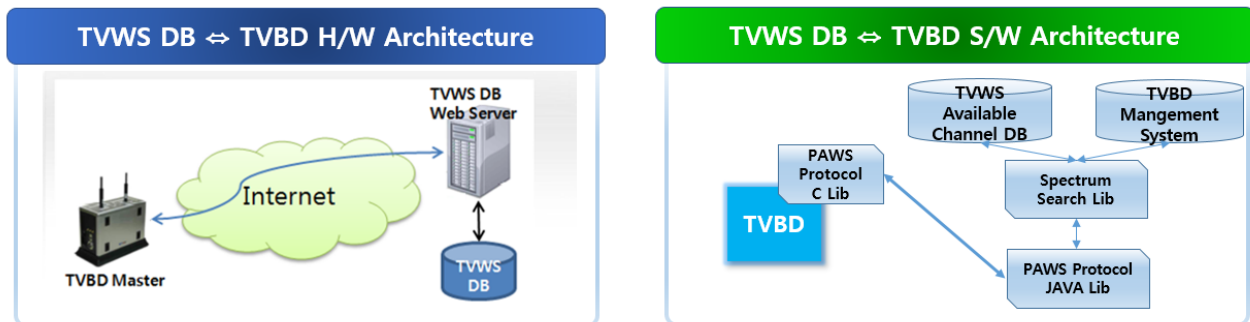 TVWS DB ⇔ TVBD H/W Architecture
TVWS DB
Web Server
Internet
TVBD Master
TVWS
DB
TVWS DB ⇔ TVBD S/W Architecture
TVWS
Available
Channel DB
TVBD
Mangement
System
PAWS
Protocol
C Lib
Spectrum
Search Lib
TVBD
PAWS Protocol
JAVA Lib